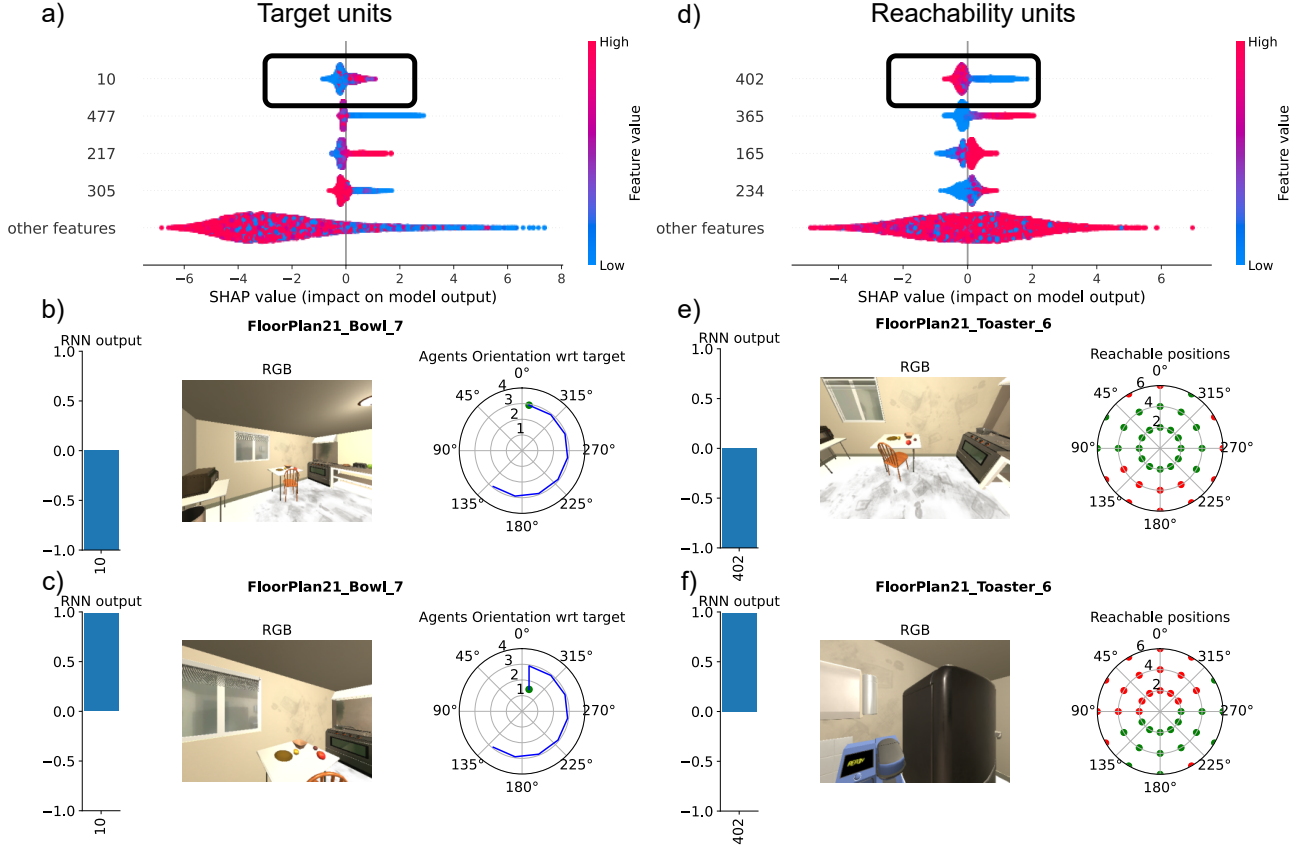 a)
Target units
10
477
217
305
other features
−6
−4
−2
0
2
4
6
8
SHAP value (impact on model output)
High
Low
Feature value
d)
Reachability units
402
365
165
234
other features
−4
−2
0
2
4
6
SHAP value (impact on model output)
High
Low
Feature value
b)
FloorPlan21_Bowl_7
RNN output
1.0
0.5
0.0
−0.5
−1.0
10
RGB
Agents Orientation wrt target
0°
45°
90°
135°
180°
225°
270°
315°
1
2
3
4
e)
FloorPlan21_Toaster_6
RNN output
1.0
0.5
0.0
−0.5
−1.0
402
RGB
Reachable positions
0°
45°
90°
135°
180°
225°
270°
315°
2
4
6
c)
FloorPlan21_Bowl_7
RNN output
1.0
0.5
0.0
−0.5
−1.0
10
RGB
Agents Orientation wrt target
0°
45°
90°
135°
180°
225°
270°
315°
1
2
3
4
f)
FloorPlan21_Toaster_6
RNN output
1.0
0.5
0.0
−0.5
−1.0
402
RGB
READY
Reachable positions
0°
45°
90°
135°
180°
225°
270°
315°
2
4
6